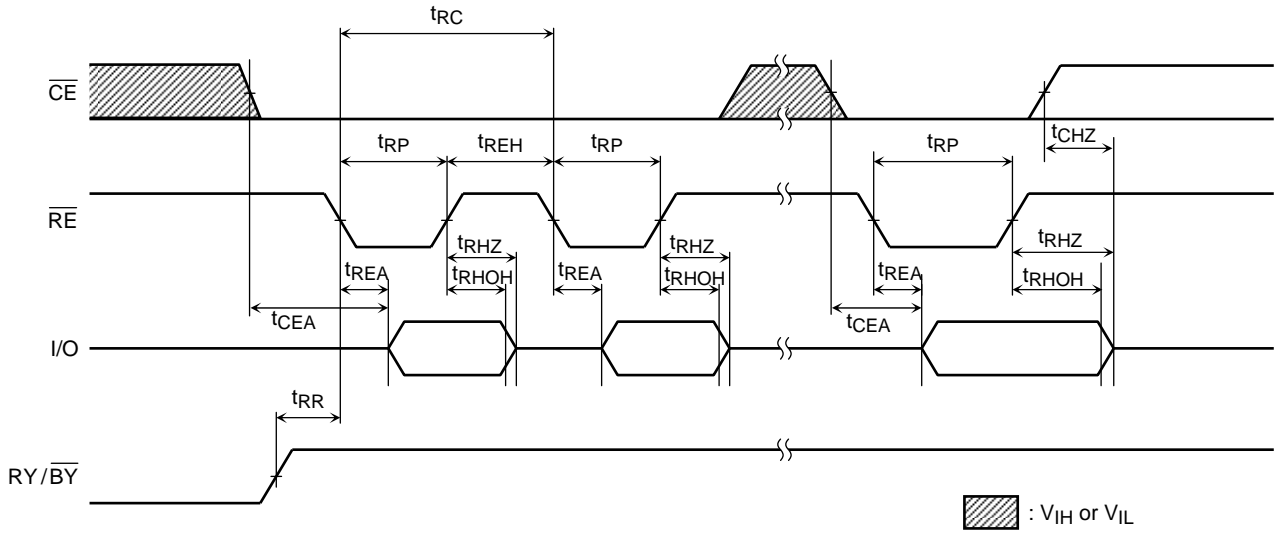 tRC
CE
tCHZ
tRP tREH tRP tRP
RE
tRHZ tRHZ tRHZ
tREA tRHOH tREA tRHOH tREA tRHOH
tCEA tCEA
I/O
tRR
RY/BY
: VIH or VIL